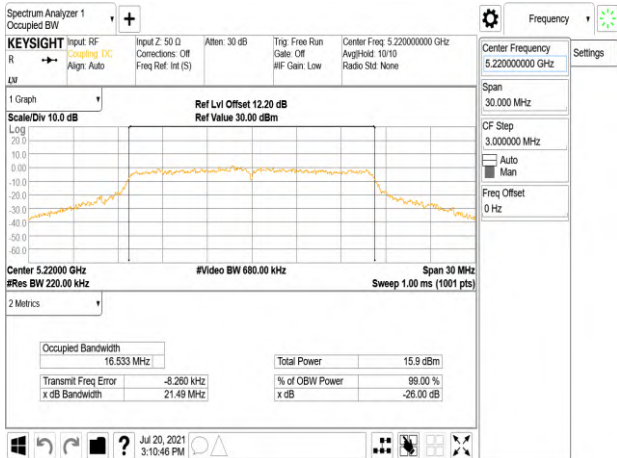 Spectrum Analyzer 1
Occupied BW
KEYSIGHT
R
LXI
Input: RF
Coupling: DC
Align: Auto
Input Z: 50 Ω
Corrections: Off
Freq Ref: Int (S)
Atten: 30 dB
Trig: Free Run
Gate: Off
#IF Gain: Low
Center Freq: 5.220000000 GHz
Avg|Hold: 10/10
Radio Std: None
1 Graph
Scale/Div 10.0 dB
Ref Lvl Offset 12.20 dB
Ref Value 30.00 dBm
Log
20.0
10.0
0.00
-10.0
-20.0
-30.0
-40.0
-50.0
-60.0
Center 5.22000 GHz
#Res BW 220.00 kHz
#Video BW 680.00 kHz
Span 30 MHz
Sweep 1.00 ms (1001 pts)
2 Metrics
Occupied Bandwidth
16.533 MHz
Transmit Freq Error -8.260 kHz
x dB Bandwidth 21.49 MHz
Total Power 15.9 dBm
% of OBW Power 99.00 %
x dB -26.00 dB
?
Jul 20, 2021
3:10:46 PM
Frequency
Settings
Center Frequency
5.220000000 GHz
Span
30.000 MHz
CF Step
3.000000 MHz
Auto
Man
Freq Offset
0 Hz